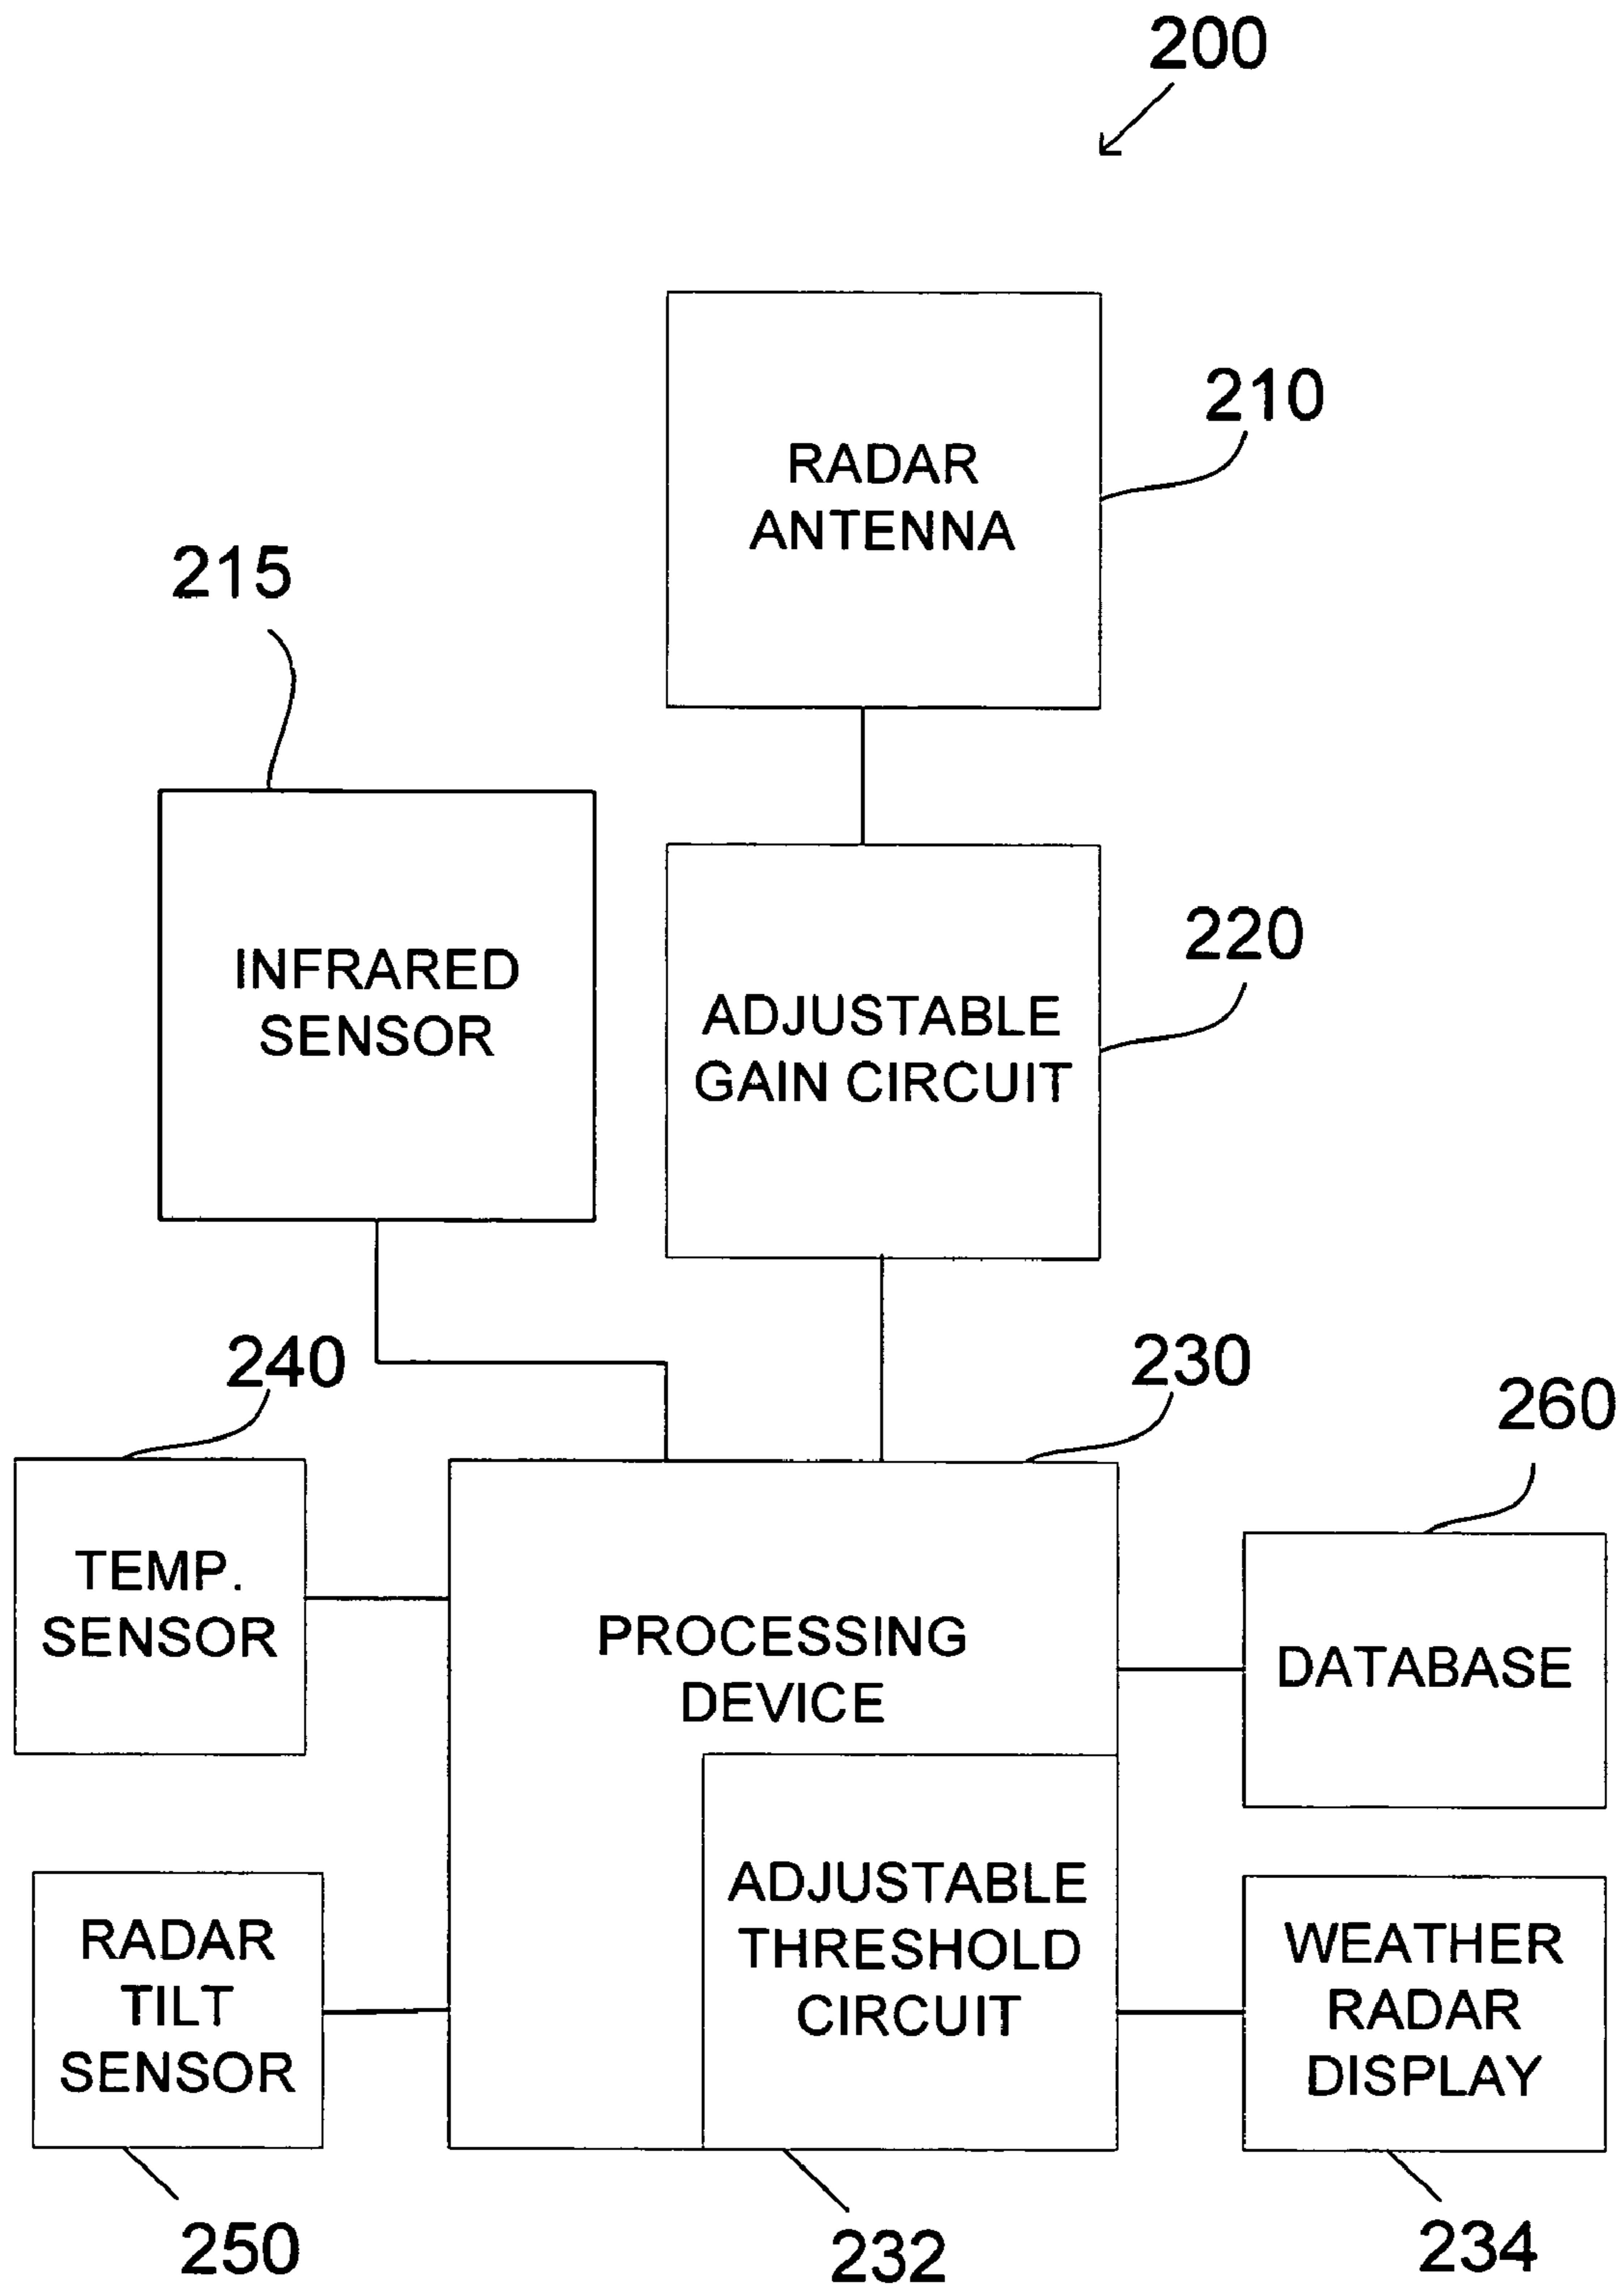 200
RADAR
ANTENNA
210
215
INFRARED
SENSOR
ADJUSTABLE
GAIN CIRCUIT
220
240
230
260
TEMP.
SENSOR
PROCESSING
DEVICE
DATABASE
RADAR
TILT
SENSOR
ADJUSTABLE
THRESHOLD
CIRCUIT
WEATHER
RADAR
DISPLAY
250
232
234